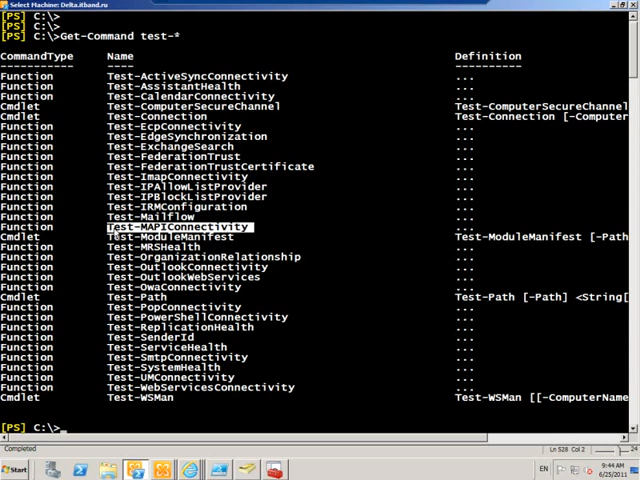 Select Machine: Delta.itband.ru
[PS] C:\>
[PS] C:\>
[PS] C:\>Get-Command test-*
CommandType Name Definition
----------- ---- ----------
Function Test-ActiveSyncConnectivity ...
Function Test-AssistantHealth ...
Function Test-CalendarConnectivity ...
Cmdlet Test-ComputerSecureChannel Test-ComputerSecureChannel
Cmdlet Test-Connection Test-Connection [-Computer
Function Test-EcpConnectivity ...
Function Test-EdgeSynchronization ...
Function Test-ExchangeSearch ...
Function Test-FederationTrust ...
Function Test-FederationTrustCertificate ...
Function Test-ImapConnectivity ...
Function Test-IPAllowListProvider ...
Function Test-IPBlockListProvider ...
Function Test-IRMConfiguration ...
Function Test-Mailflow ...
Function Test-MAPIConnectivity ...
Cmdlet Test-ModuleManifest Test-ModuleManifest [-Path
Function Test-MRSHealth ...
Function Test-OrganizationRelationship ...
Function Test-OutlookConnectivity ...
Function Test-OutlookWebServices ...
Function Test-OwaConnectivity ...
Cmdlet Test-Path Test-Path [-Path] <String[
Function Test-PopConnectivity ...
Function Test-PowerShellConnectivity ...
Function Test-ReplicationHealth ...
Function Test-SenderId ...
Function Test-ServiceHealth ...
Function Test-SmtpConnectivity ...
Function Test-SystemHealth ...
Function Test-UMConnectivity ...
Function Test-WebServicesConnectivity ...
Cmdlet Test-WSMan Test-WSMan [[-ComputerName
[PS] C:\>_
Completed Ln 528 Col 2 24
Start EN 9:44 AM
6/25/2011